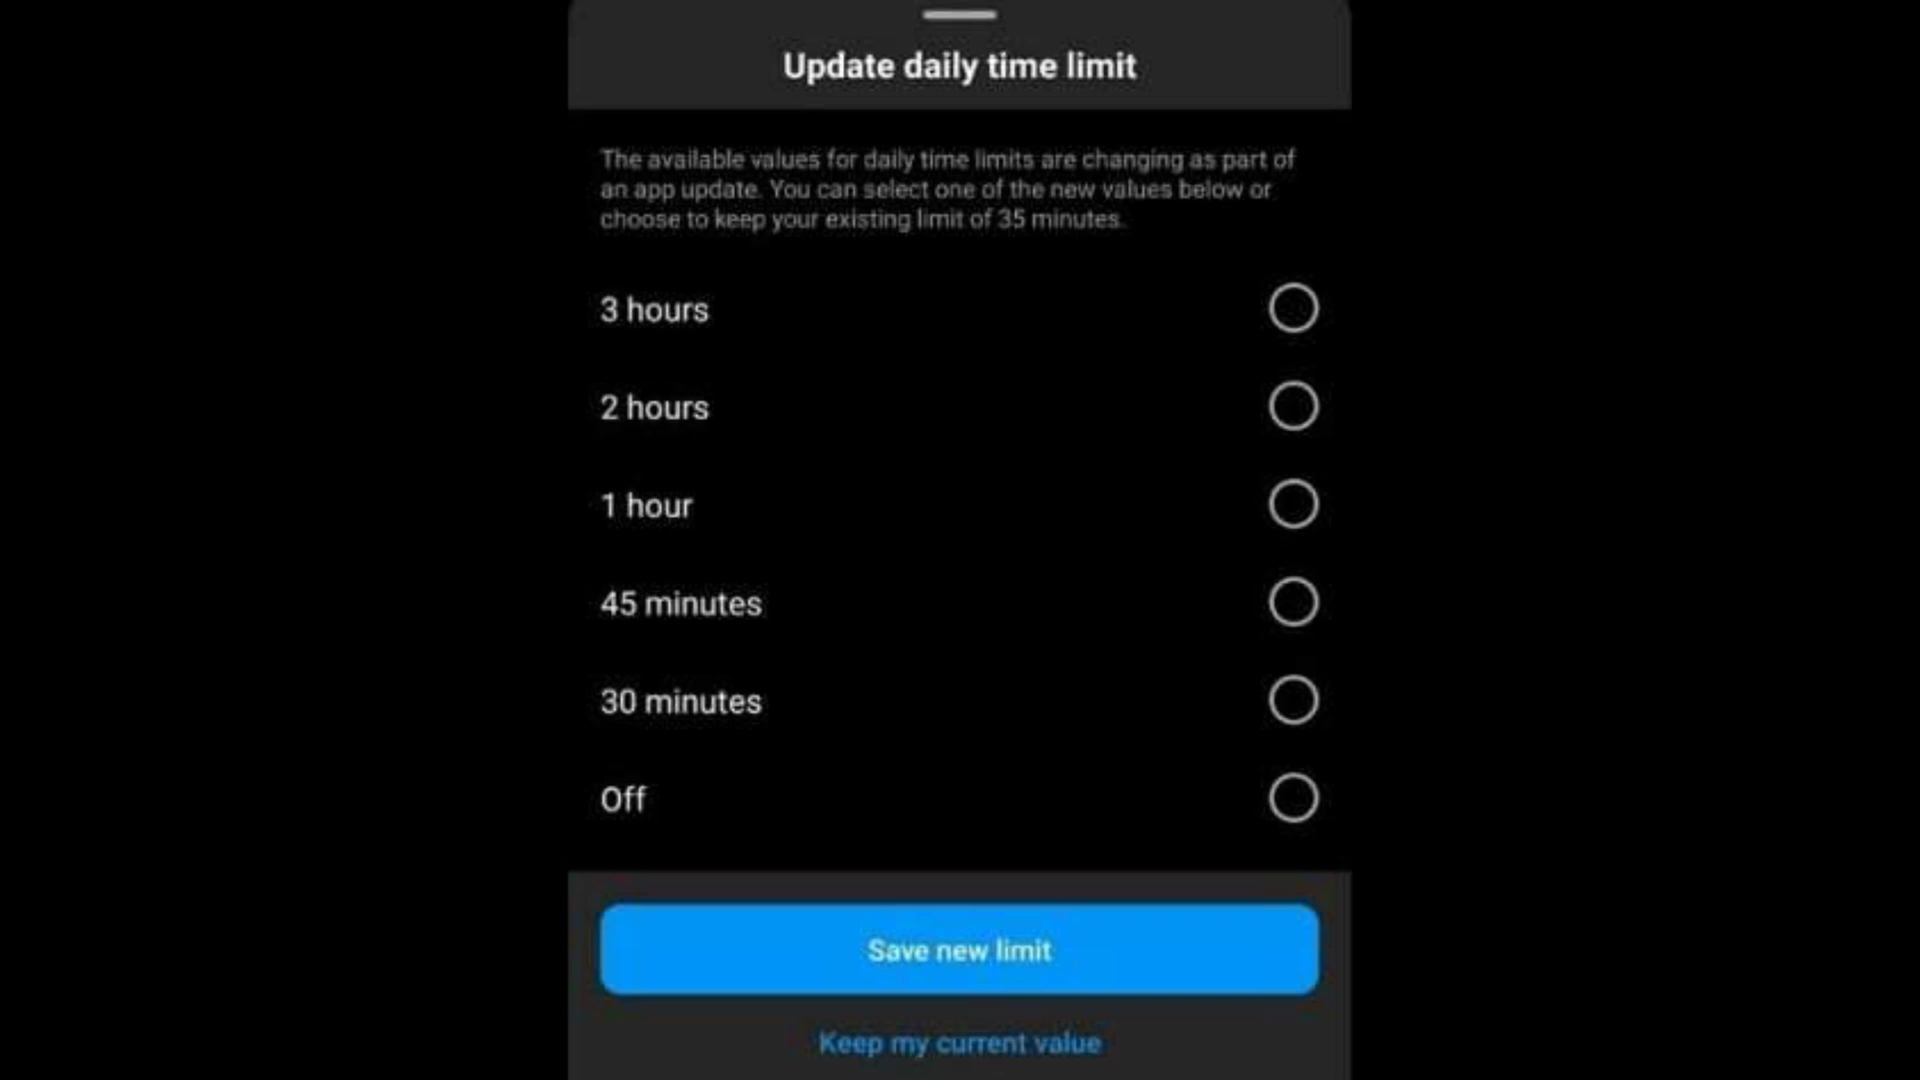 Update daily time limit
The available values for daily time limits are changing as part of
an app update. You can select one of the new values below or
choose to keep your existing limit of 35 minutes.
3 hours
2 hours
1 hour
45 minutes
30 minutes
Off
Save new limit
Keep my current value